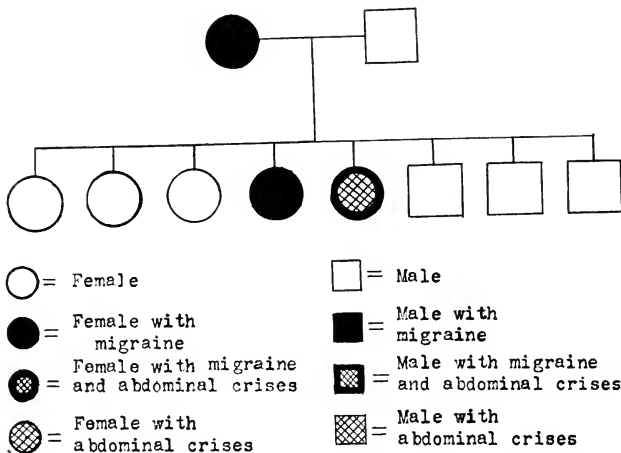 = Female
= Male
= Female with
migraine
= Male with
migraine
= Female with migraine
and abdominal crises
= Male with migraine
and abdominal crises
= Female with
abdominal crises
= Male with
abdominal crises